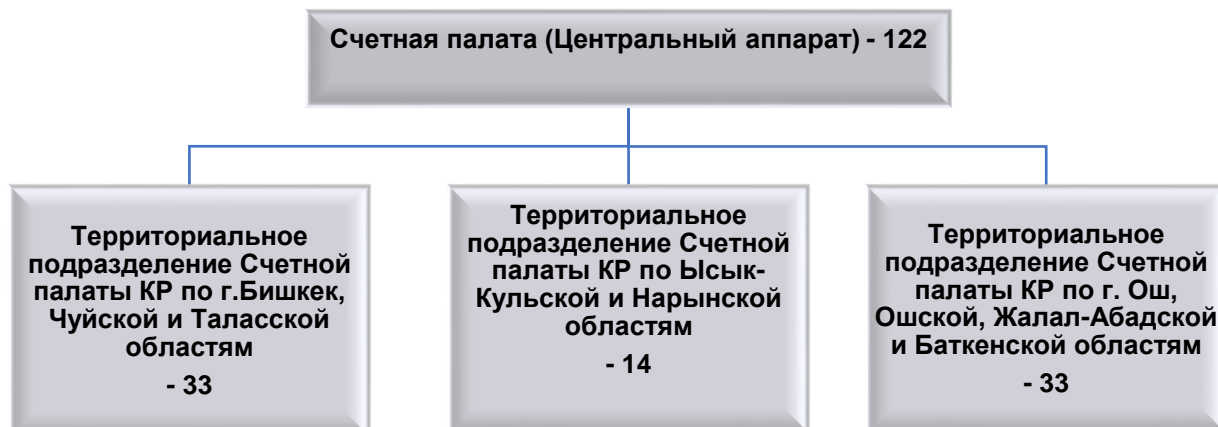 Счетная палата (Центральный аппарат) - 122
Территориальное
подразделение Счетной
палаты КР по г.Бишкек,
Чуйской и Таласской
областям
- 33
Территориальное
подразделение Счетной
палаты КР по Ысык-
Кульской и Нарынской
областям
- 14
Территориальное
подразделение Счетной
палаты КР по г. Ош,
Ошской, Жалал-Абадской
и Баткенской областям
- 33